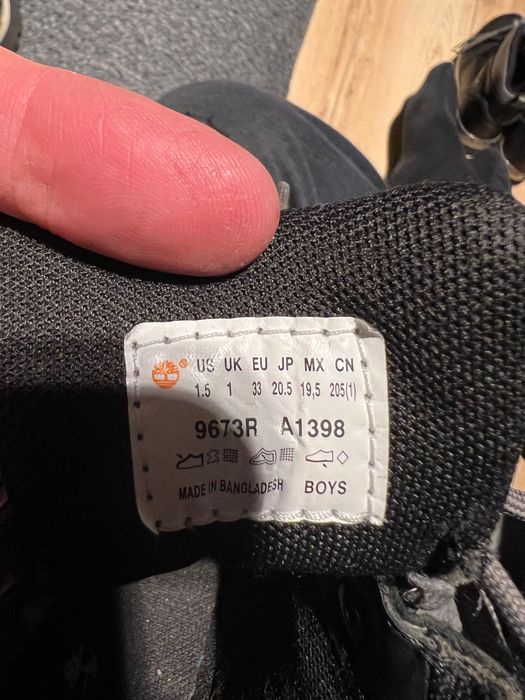 ® US UK EU JP MX CN
1.5 1 33 20.5 19,5 205(1)
9673R A1398
MADE IN BANGLADESH BOYS